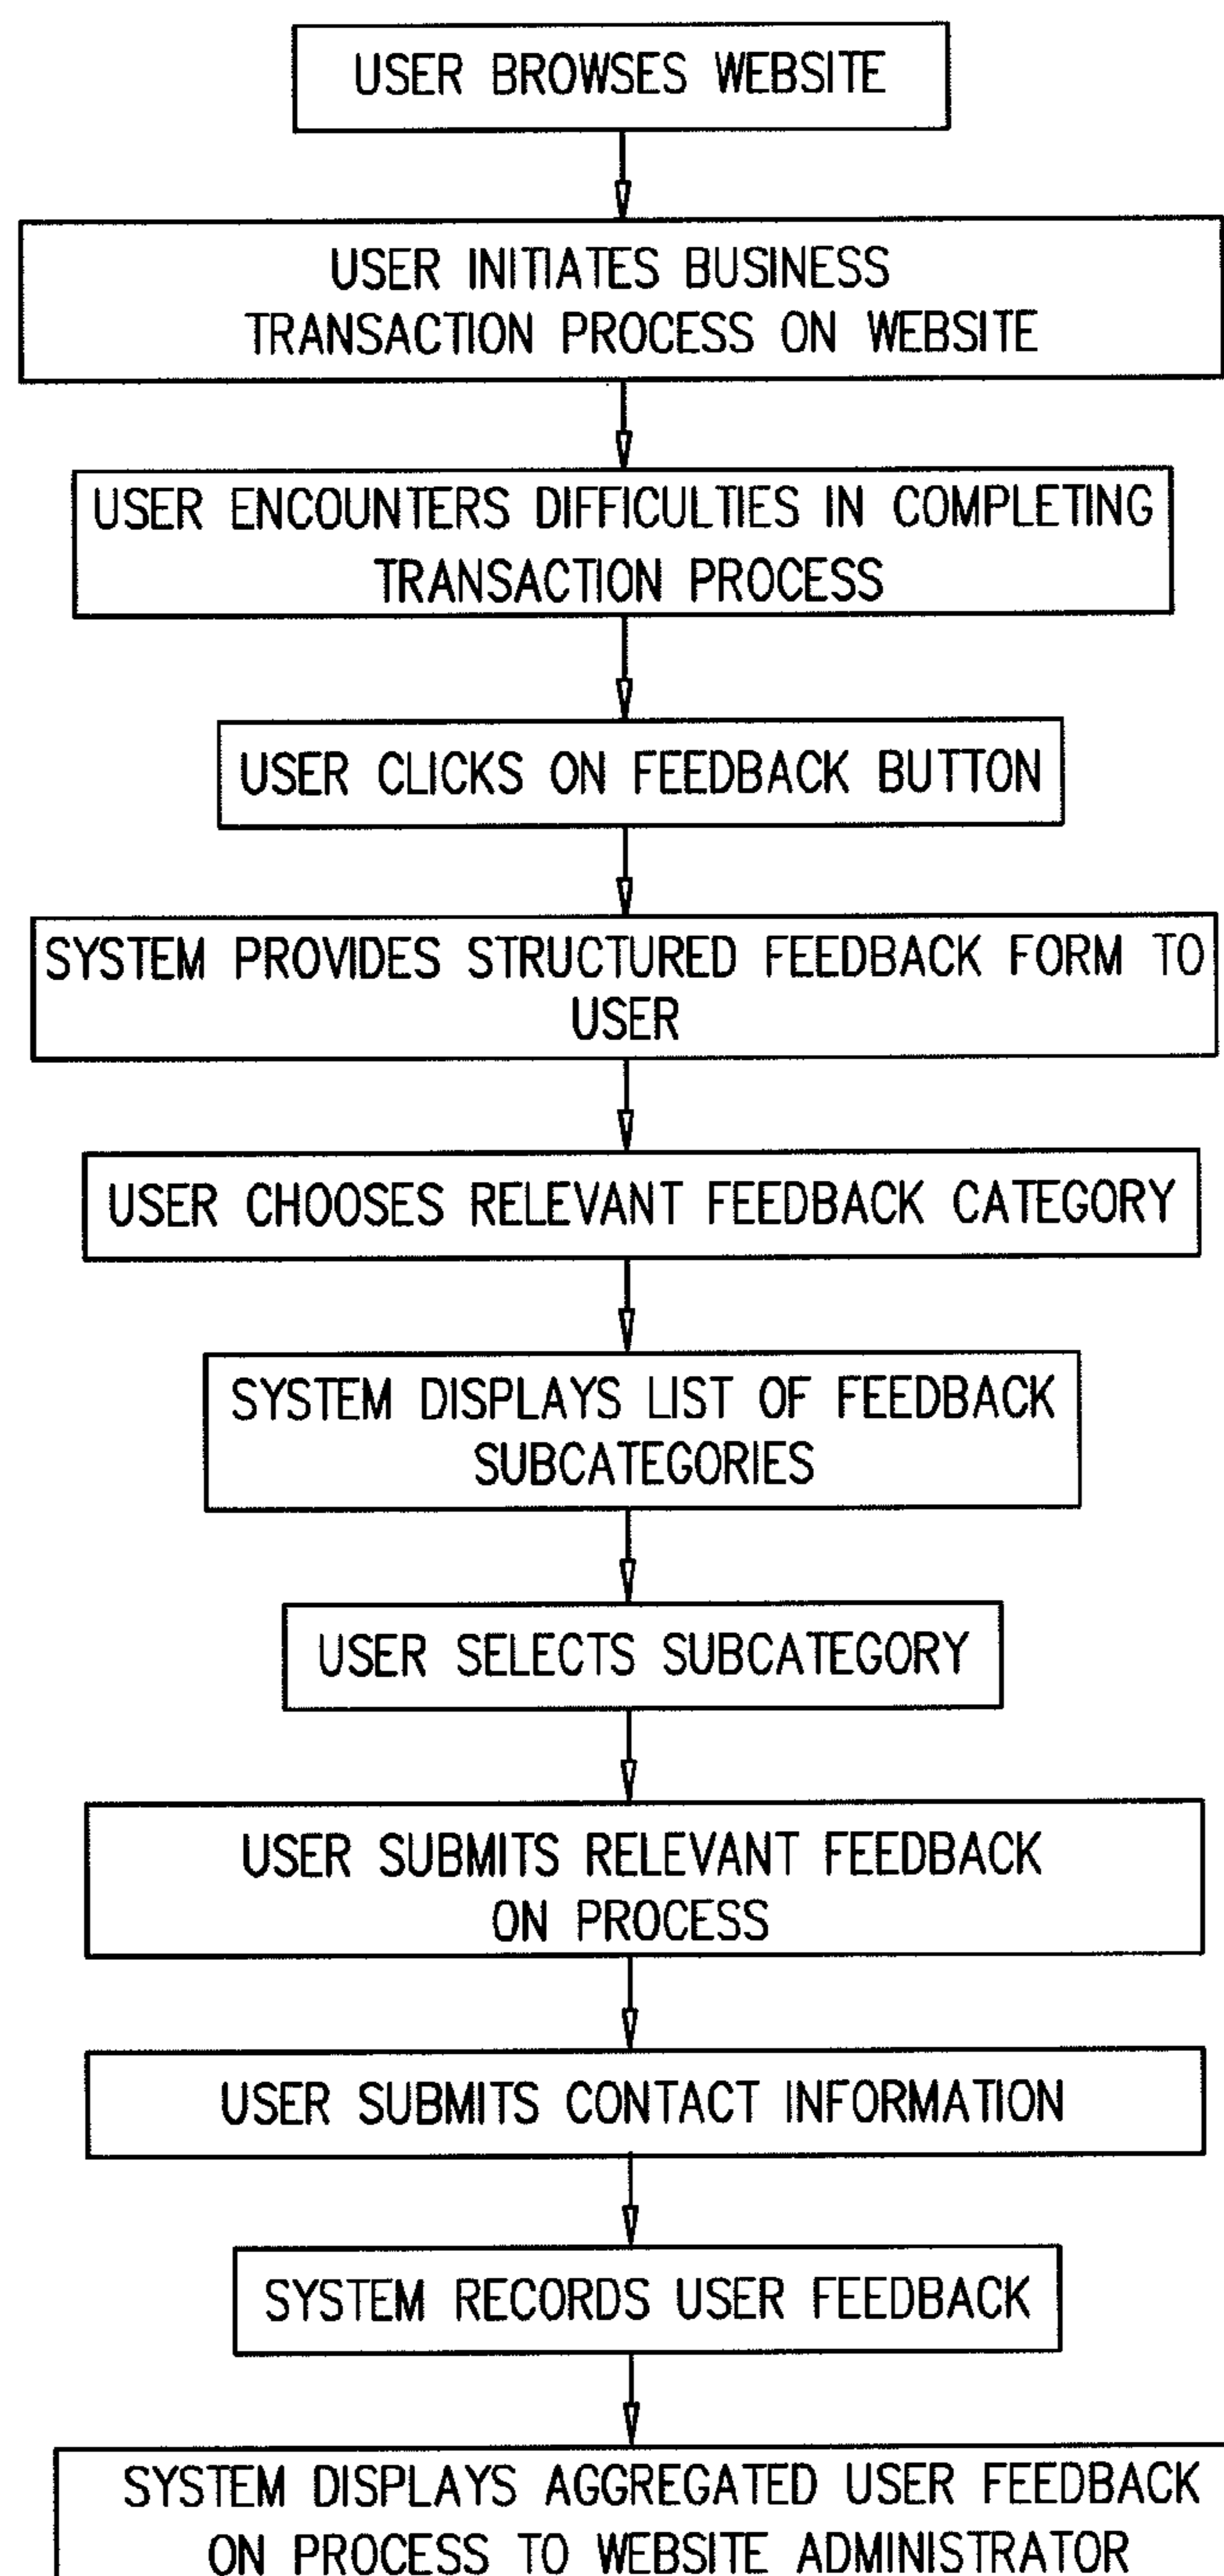 USER BROWSES WEBSITE
USER INITIATES BUSINESS
TRANSACTION PROCESS ON WEBSITE
USER ENCOUNTERS DIFFICULTIES IN COMPLETING
TRANSACTION PROCESS
USER CLICKS ON FEEDBACK BUTTON
SYSTEM PROVIDES STRUCTURED FEEDBACK FORM TO
USER
USER CHOOSES RELEVANT FEEDBACK CATEGORY
SYSTEM DISPLAYS LIST OF FEEDBACK
SUBCATEGORIES
USER SELECTS SUBCATEGORY
USER SUBMITS RELEVANT FEEDBACK
ON PROCESS
USER SUBMITS CONTACT INFORMATION
SYSTEM RECORDS USER FEEDBACK
SYSTEM DISPLAYS AGGREGATED USER FEEDBACK
ON PROCESS TO WEBSITE ADMINISTRATOR